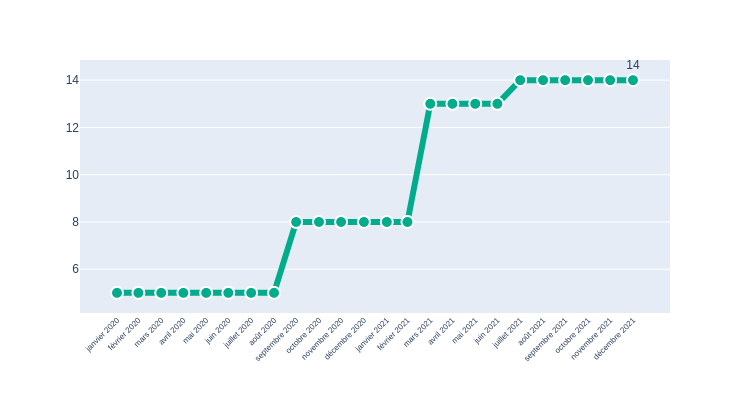 14
14
12
10
8
6
janvier 2020
février 2020
mars 2020
avril 2020
mai 2020
juin 2020
juillet 2020
août 2020
septembre 2020
octobre 2020
novembre 2020
décembre 2020
janvier 2021
février 2021
mars 2021
avril 2021
mai 2021
juin 2021
juillet 2021
août 2021
septembre 2021
octobre 2021
novembre 2021
décembre 2021